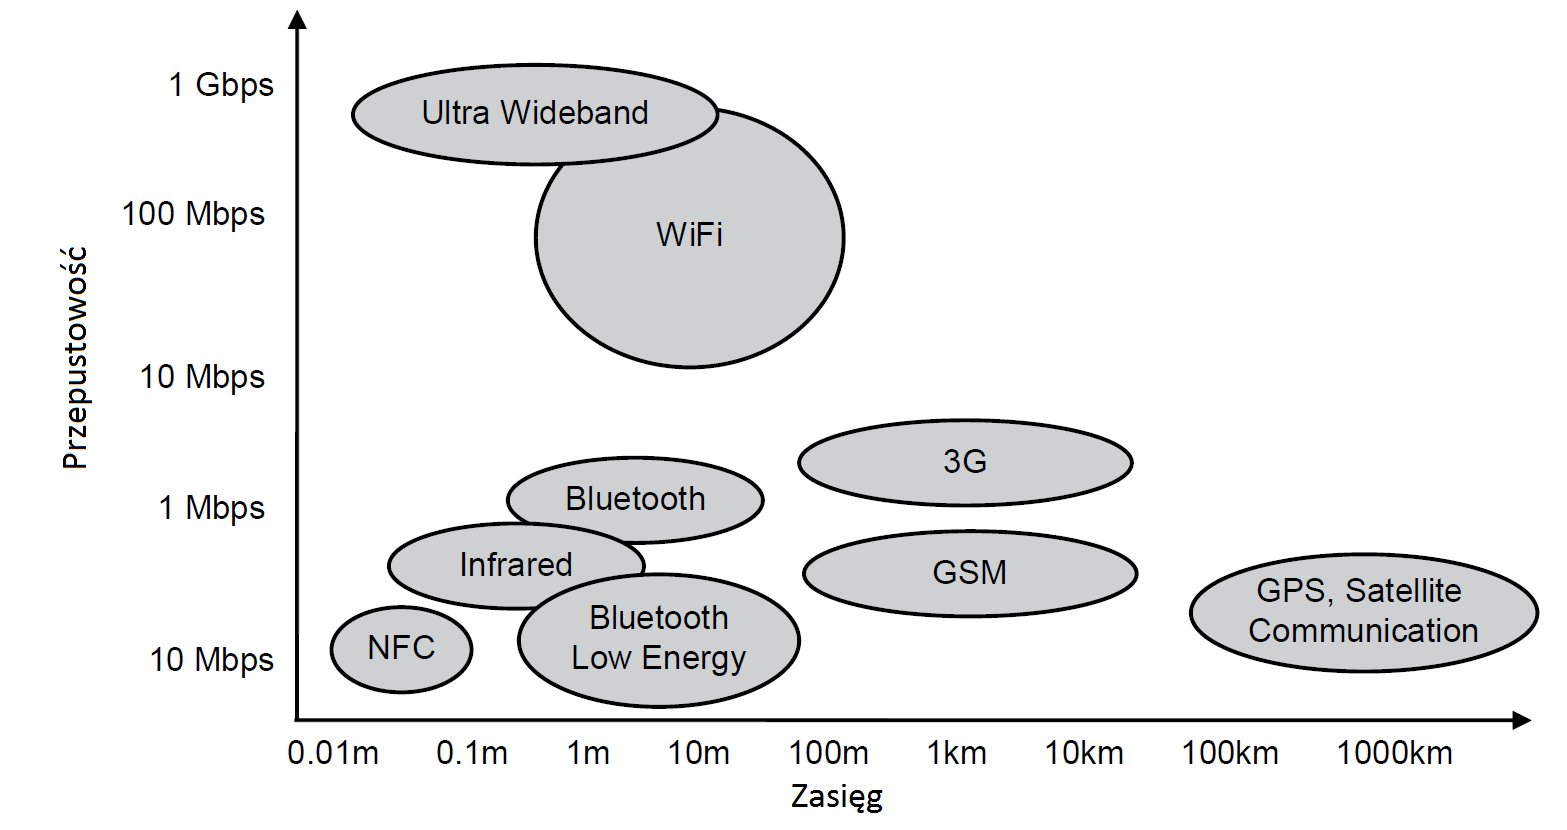 1 Gbps
Ultra Wideband
100 Mbps
WiFi
Przepustowość
10 Mbps
3G
Bluetooth
1 Mbps
Infrared
GSM
GPS, Satellite
Communication
Bluetooth
Low Energy
NFC
10 Mbps
0.01m 0.1m 1m 10m 100m 1km 10km 100km 1000km
Zasięg